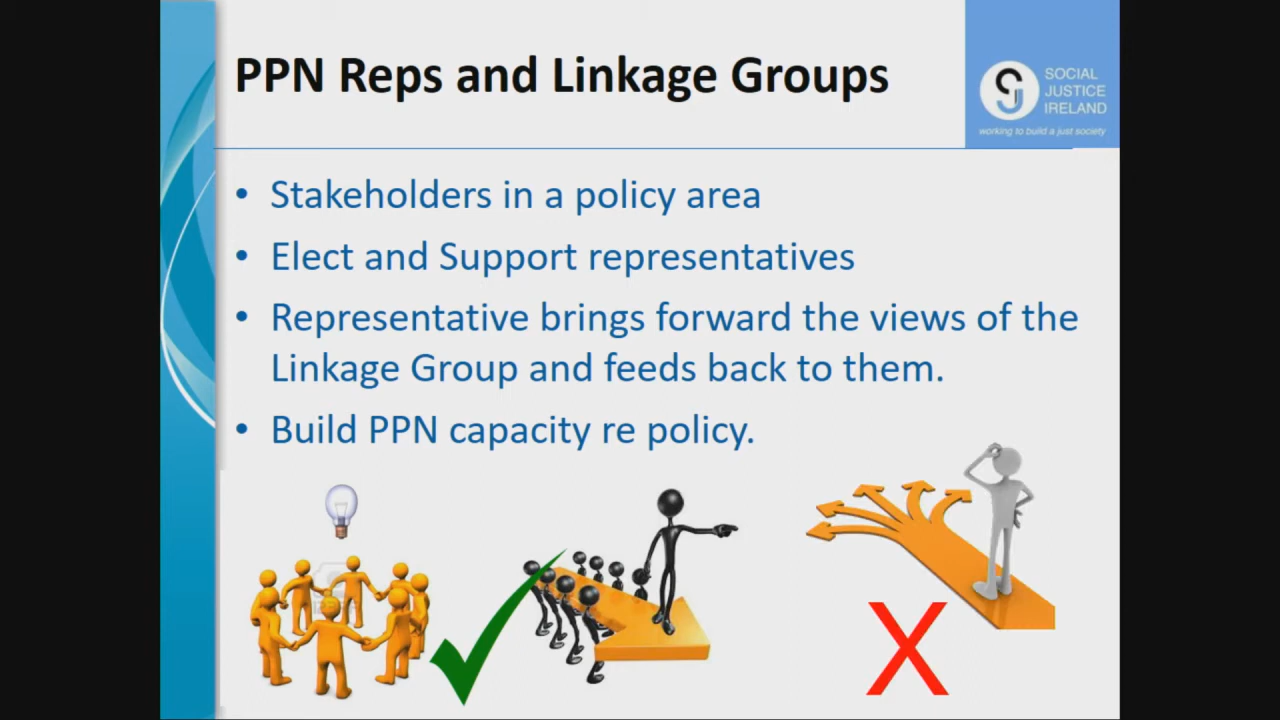 PPN Reps and Linkage Groups
SOCIAL
JUSTICE
IRELAND
working to build a just society
• Stakeholders in a policy area
• Elect and Support representatives
• Representative brings forward the views of the
Linkage Group and feeds back to them.
• Build PPN capacity re policy.
X